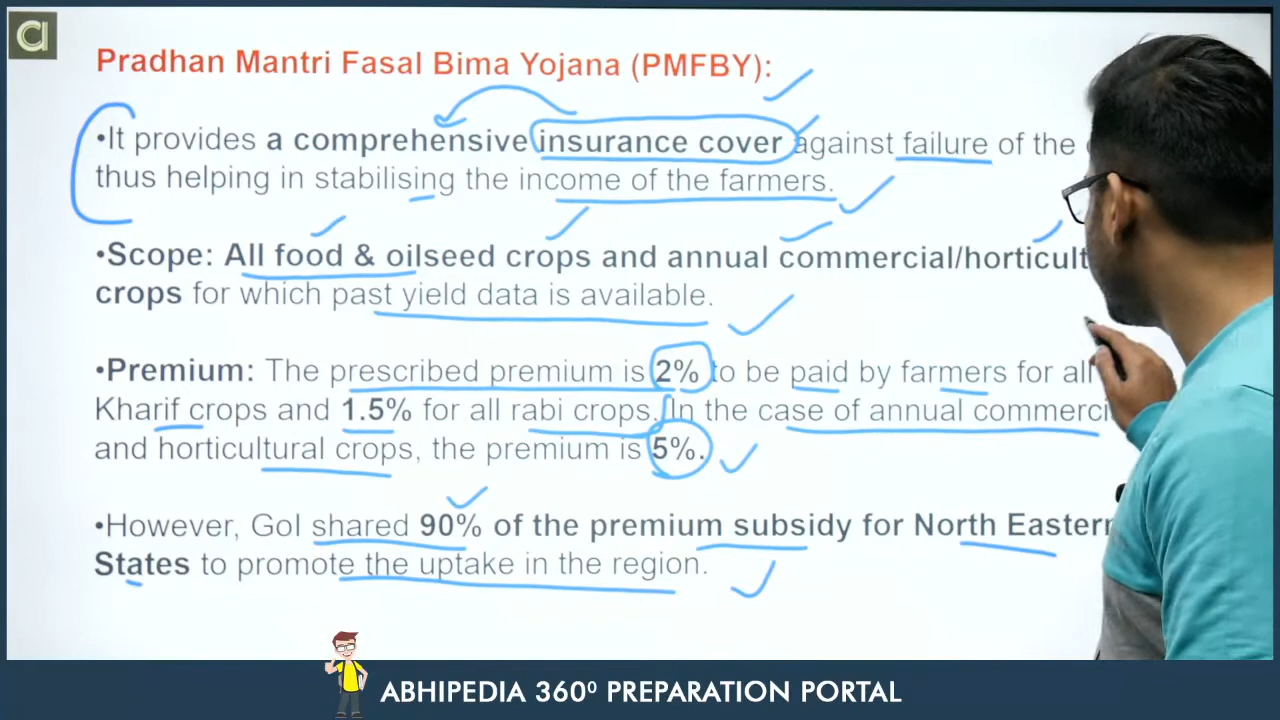 a
Pradhan Mantri Fasal Bima Yojana (PMFBY):
•It provides a comprehensive insurance cover against failure of the
thus helping in stabilising the income of the farmers.
•Scope: All food & oilseed crops and annual commercial/horticult
crops for which past yield data is available.
•Premium: The prescribed premium is 2% to be paid by farmers for all
Kharif crops and 1.5% for all rabi crops. In the case of annual commerci
and horticultural crops, the premium is 5%.
•However, GoI shared 90% of the premium subsidy for North Eastern
States to promote the uptake in the region.
ABHIPEDIA 360⁰ PREPARATION PORTAL